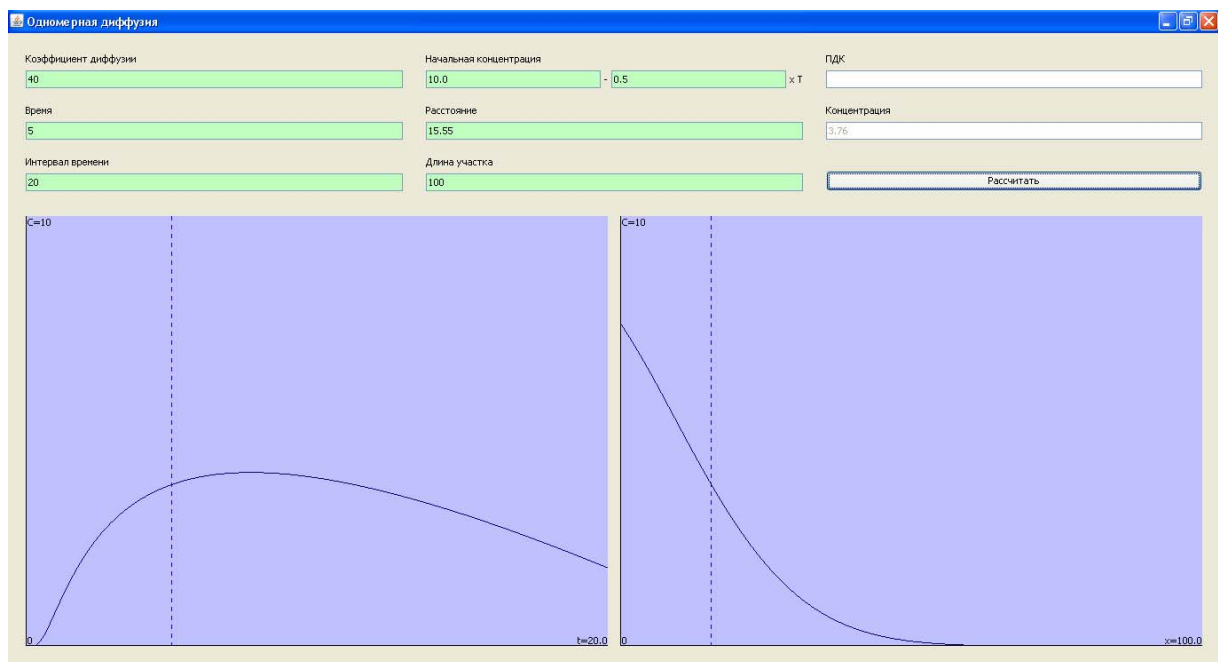 Одномерная диффузия
Коэффициент диффузии
40
Начальная концентрация
10.0 - 0.5 x T
ПДК
Время
5
Расстояние
15.55
Концентрация
3.76
Интервал времени
20
Длина участка
100
Рассчитать
C=10
0 t=20.0
C=10
0 x=100.0